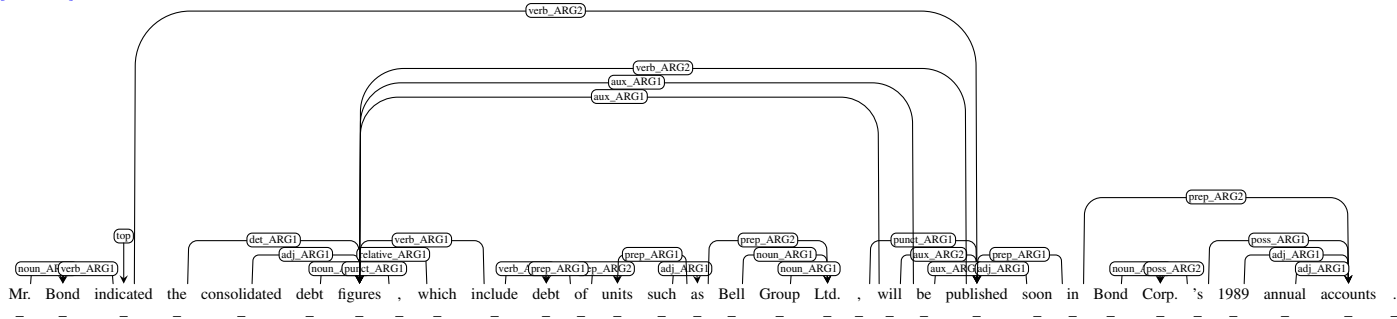 verb_ARG2
verb_ARG2
aux_ARG1
aux_ARG1
prep_ARG2
top
det_ARG1 verb_ARG1 prep_ARG2 punct_ARG1 poss_ARG1
adj_ARG1 relative_ARG1 prep_ARG1 noun_ARG1 aux_ARG2 prep_ARG1 adj_ARG1
verb_ARG1 punct_ARG1 prep_ARG1 adj_ARG1 noun_ARG1 adj_ARG1 poss_ARG2 adj_ARG1
Mr. Bond indicated the consolidated debt figures , which include debt of units such as Bell Group Ltd. , will be published soon in Bond Corp. 's 1989 annual accounts .